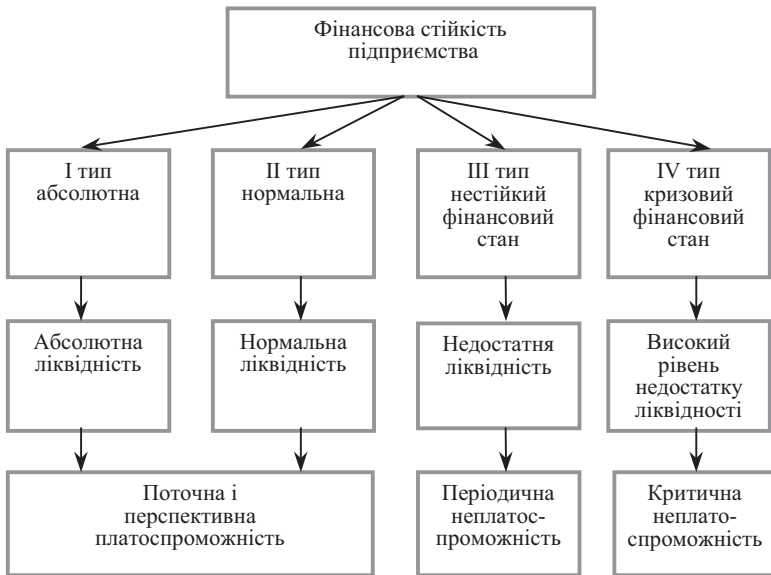 Фінансова стійкість
підприємства
І тип
абсолютна
ІІ тип
нормальна
ІІІ тип
нестійкий
фінансовий
стан
IV тип
кризовий
фінансовий
стан
Абсолютна
ліквідність
Нормальна
ліквідність
Недостатня
ліквідність
Високий
рівень
недостатку
ліквідності
Поточна і
перспективна
платоспроможність
Періодична
неплатос-
проможність
Критична
неплато-
спроможність